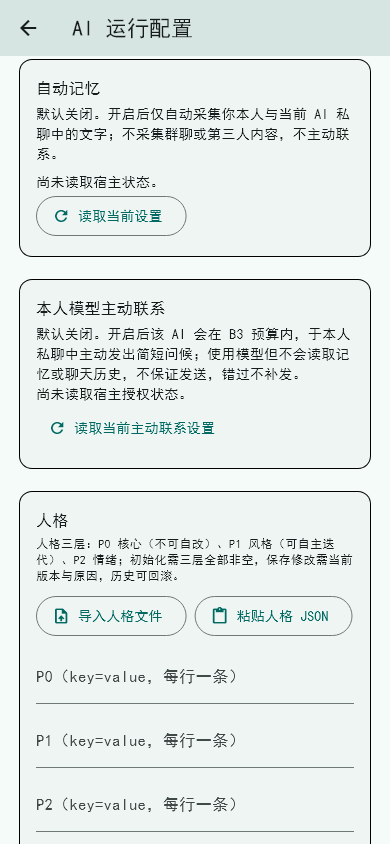 AI 运行配置
自动记忆
默认关闭。开启后仅自动采集你本人与当前 AI 私
聊中的文字；不采集群聊或第三人内容，不主动联
系。
尚未读取宿主状态。
读取当前设置
本人模型主动联系
默认关闭。开启后该 AI 会在 B3 预算内，于本人
私聊中主动发出简短问候；使用模型但不会读取记
忆或聊天历史，不保证发送，错过不补发。
尚未读取宿主授权状态。
读取当前主动联系设置
人格
人格三层：P0 核心（不可自改）、P1 风格（可自主迭
代）、P2 情绪；初始化需三层全部非空，保存修改需当前
版本与原因，历史可回滚。
导入人格文件
粘贴人格 JSON
P0（key=value，每行一条）
P1（key=value，每行一条）
P2（key=value，每行一条）